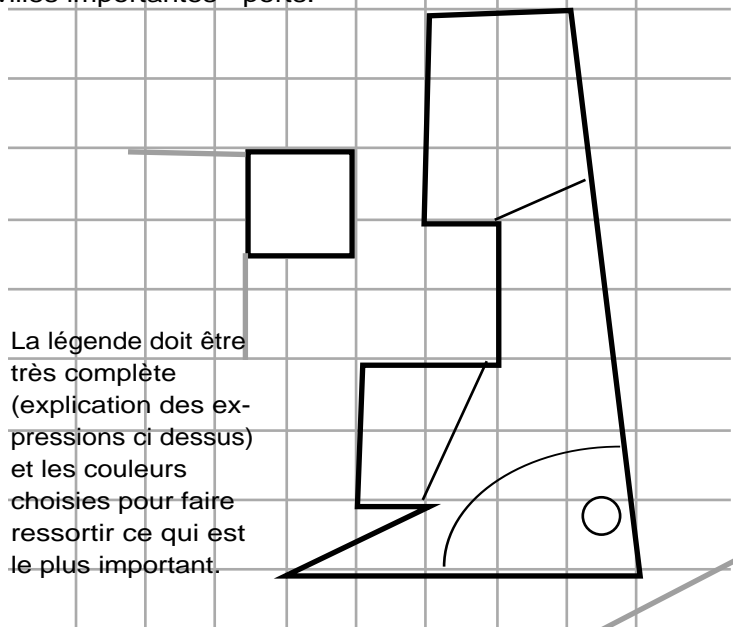 villes importantes - ports.
La légende doit être
très complète
(explication des ex-
pressions ci dessus)
et les couleurs
choisies pour faire
ressortir ce qui est
le plus important.